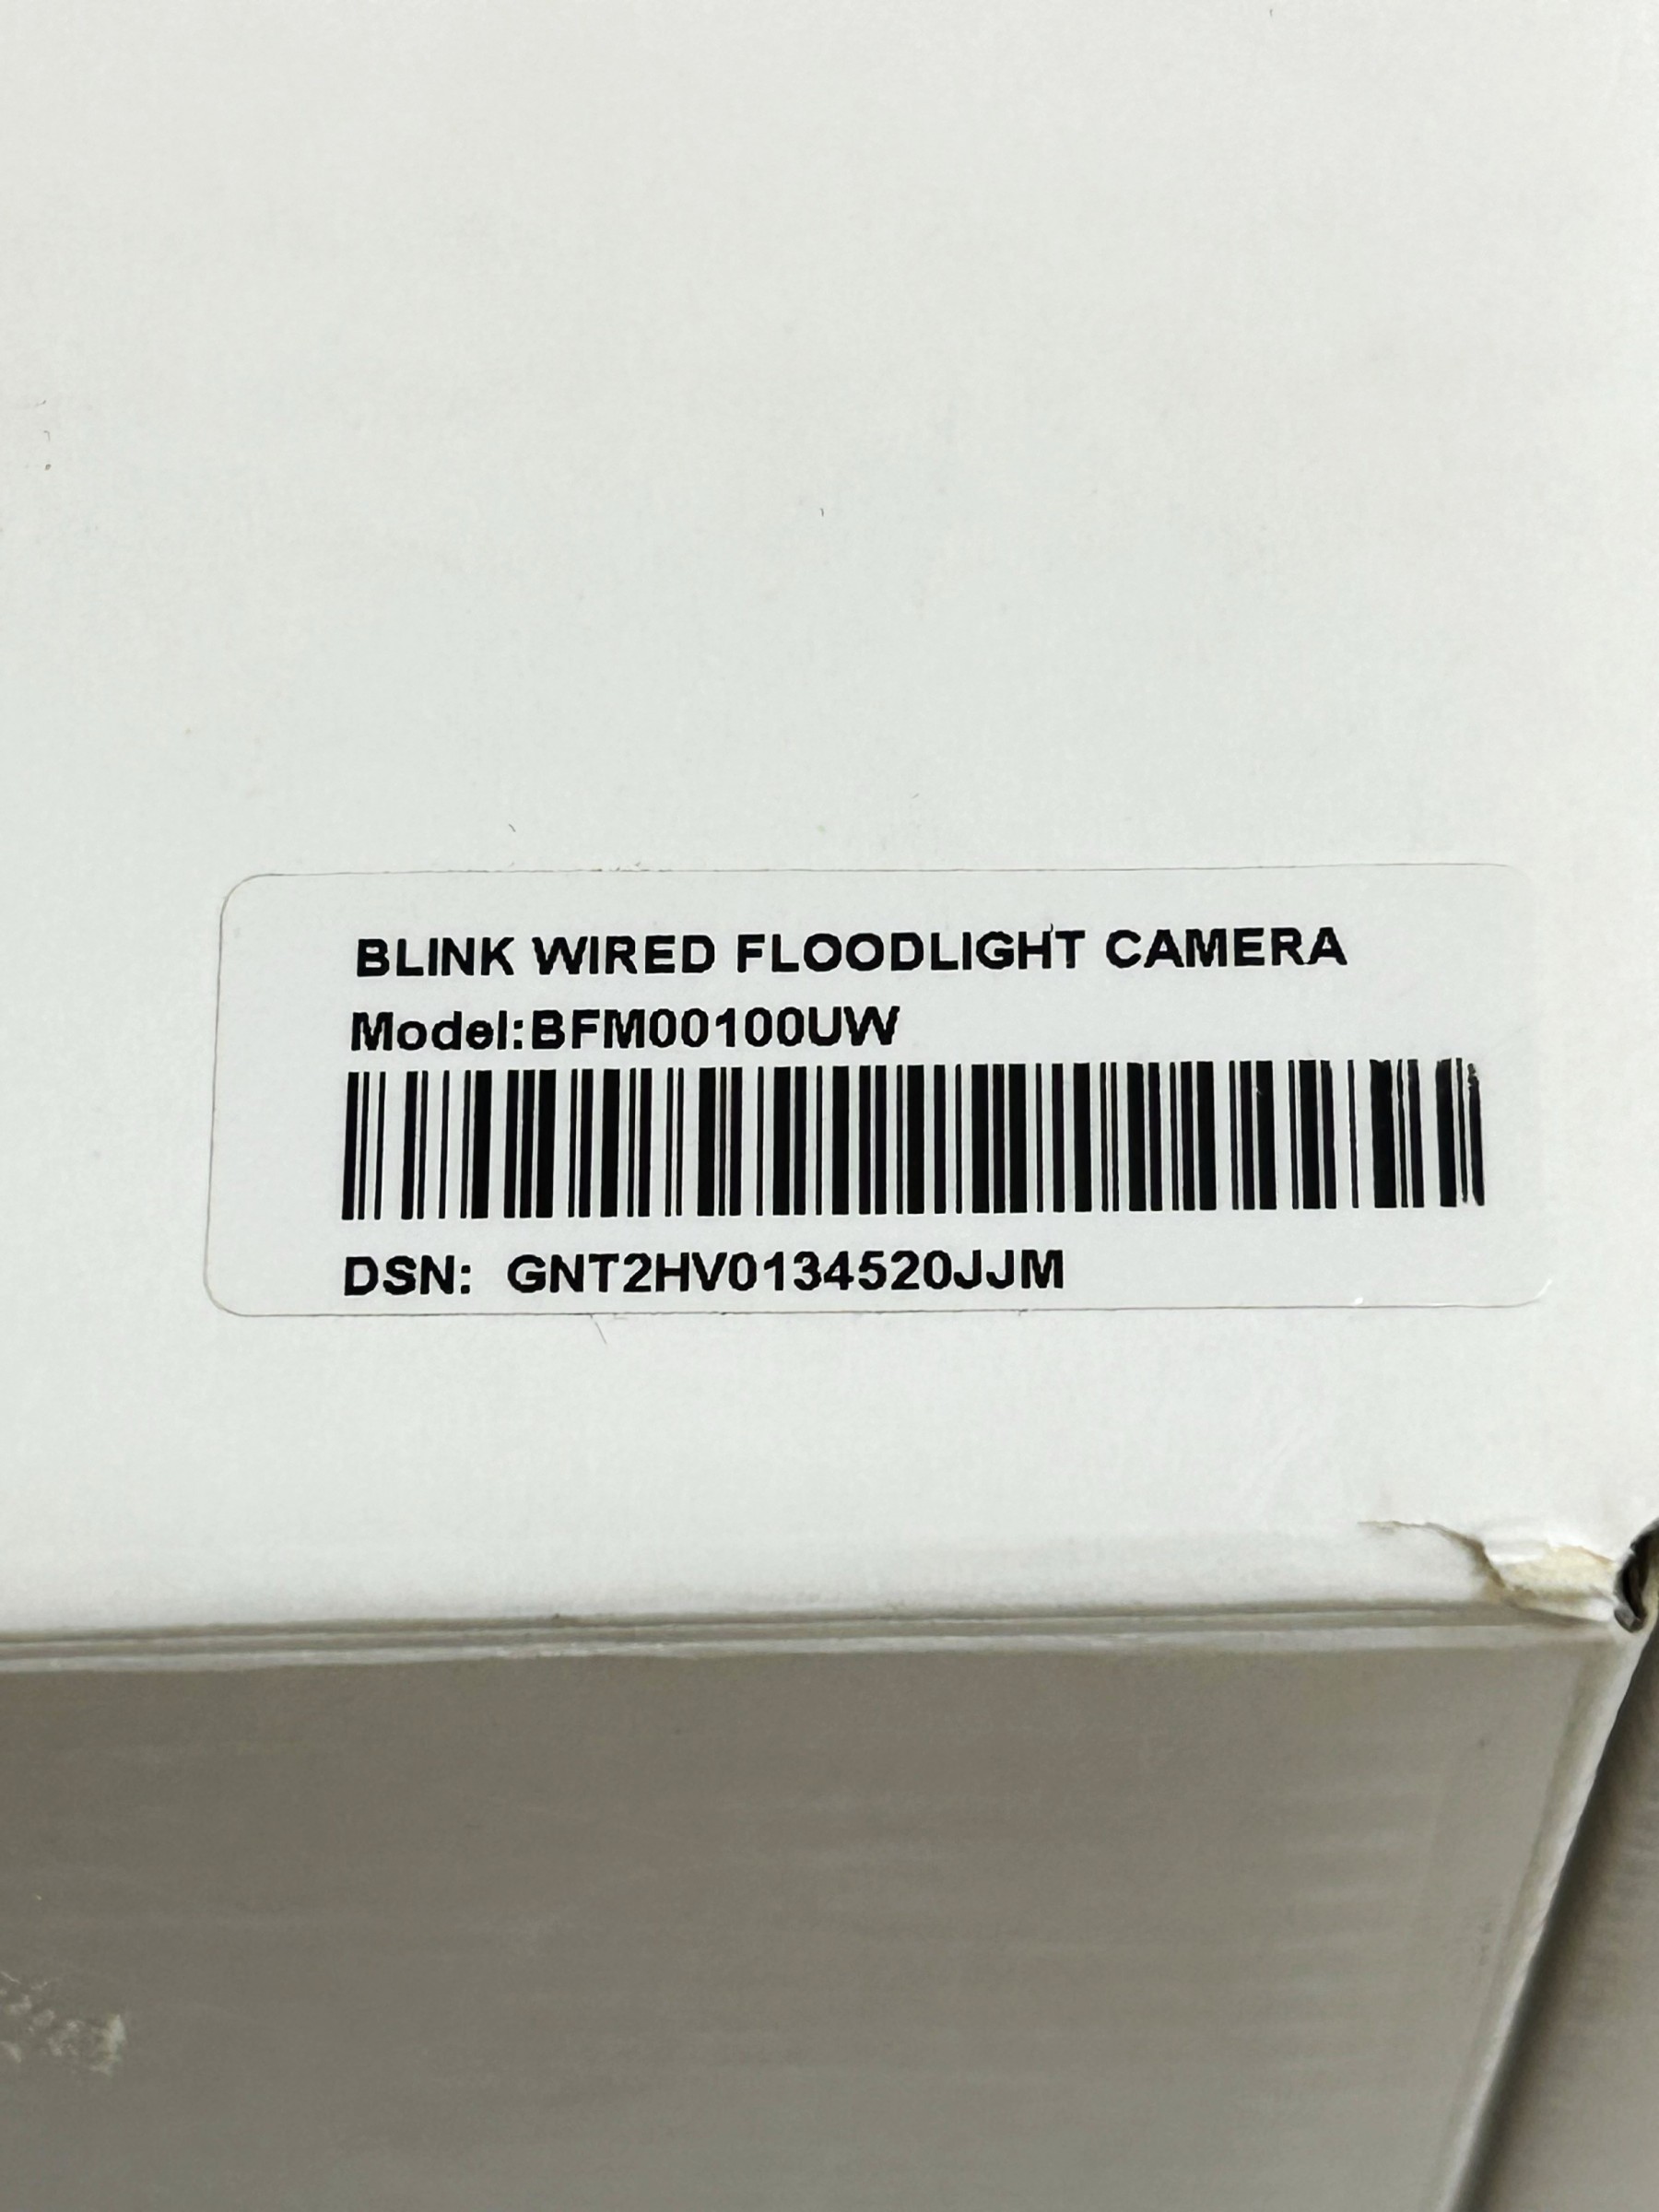 BLINK WIRED FLOODLIGHT CAMERA
Model:BFM00100UW
DSN: GNT2HV0134520JJM